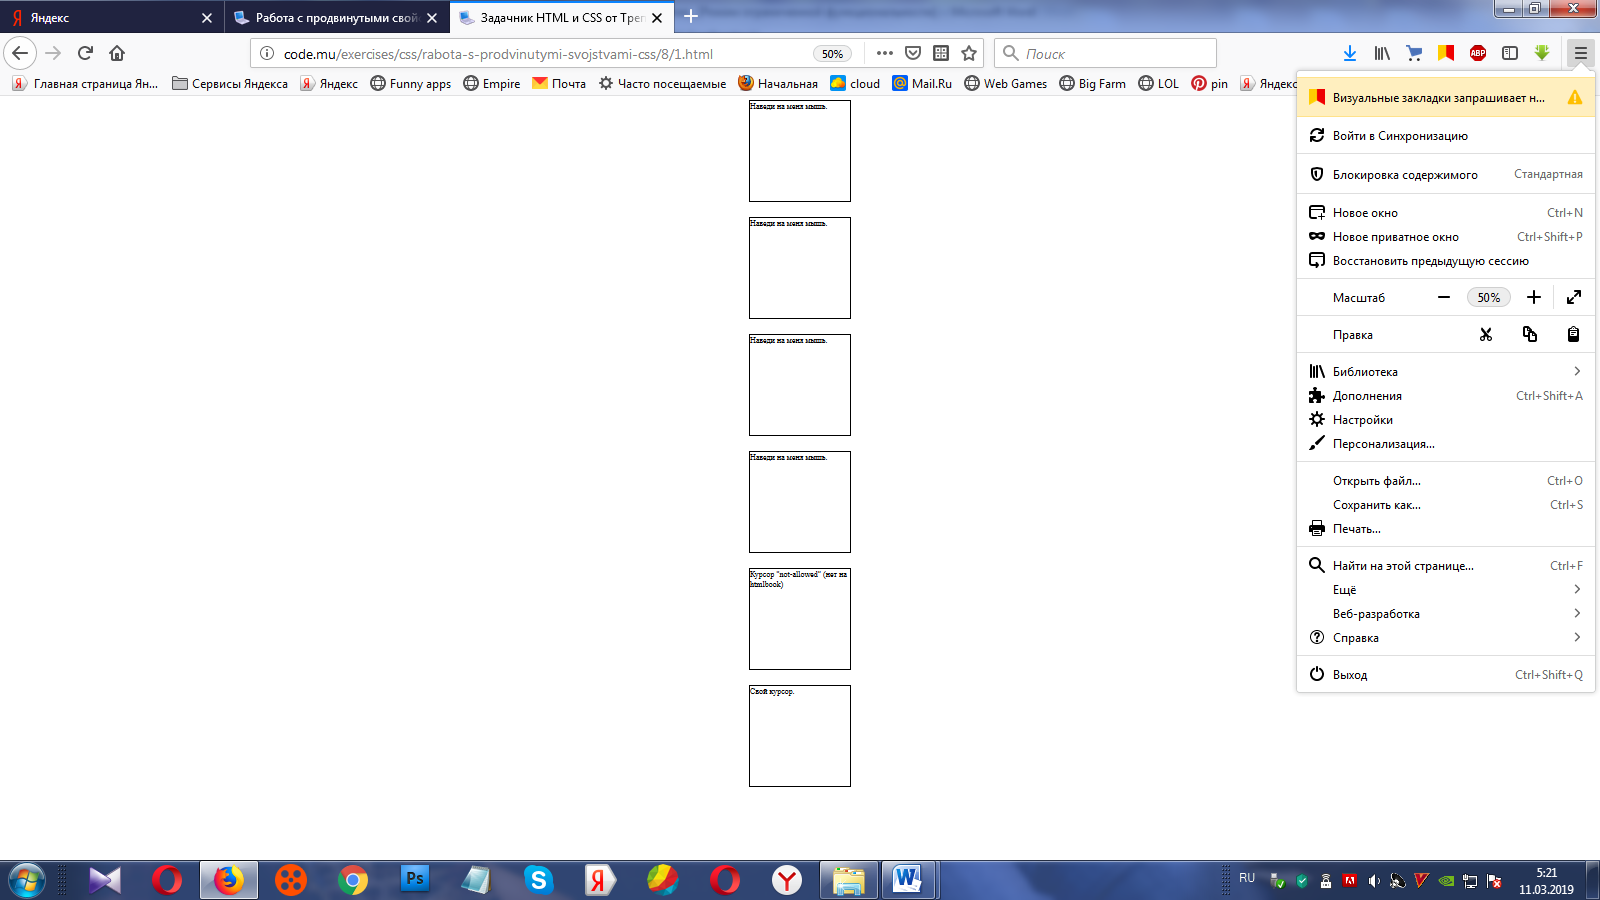 Яндекс
Работа с продвинутыми свой
Задачник HTML и CSS от Треп
code.mu/exercises/css/rabota-s-prodvinutymi-svojstvami-css/8/1.html
50%
Поиск
ABP
Главная страница Ян...
Сервисы Яндекса
Яндекс
Funny apps
Empire
Почта
Часто посещаемые
Начальная
cloud
Mail.Ru
Web Games
Big Farm
LOL
pin
Яндекс
Наведи на меня мышь.
Наведи на меня мышь.
Наведи на меня мышь.
Наведи на меня мышь.
Курсор "not-allowed" (нет на
htmlbook)
Свой курсор.
Визуальные закладки запрашивает н...
Войти в Синхронизацию
Блокировка содержимого Стандартная
Новое окно Ctrl+N
Новое приватное окно Ctrl+Shift+P
Восстановить предыдущую сессию
Масштаб 50%
Правка
Библиотека
Дополнения Ctrl+Shift+A
Настройки
Персонализация...
Открыть файл... Ctrl+O
Сохранить как... Ctrl+S
Печать...
Найти на этой странице... Ctrl+F
Ещё
Веб-разработка
Справка
Выход Ctrl+Shift+Q
Ps
RU
5:21
11.03.2019